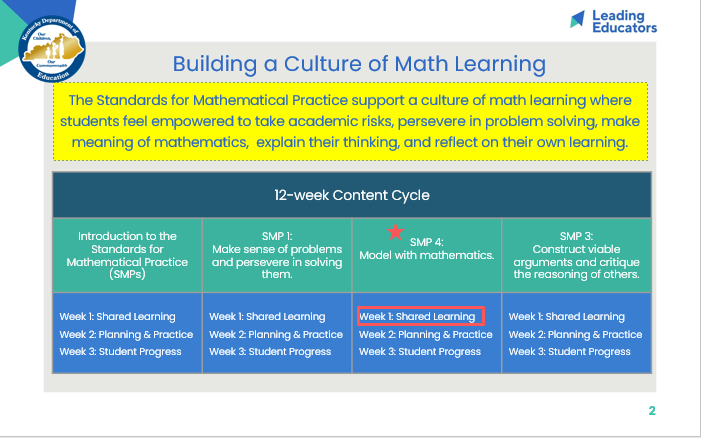 Kentucky Department of
Our Children,
Our Commonwealth
Education
Leading
Educators
Building a Culture of Math Learning
The Standards for Mathematical Practice support a culture of math learning where
students feel empowered to take academic risks, persevere in problem solving, make
meaning of mathematics, explain their thinking, and reflect on their own learning.
12-week Content Cycle
Introduction to the
Standards for
Mathematical Practice
(SMPs)
SMP 1:
Make sense of problems
and persevere in solving
them.
SMP 4:
Model with mathematics.
SMP 3:
Construct viable
arguments and critique
the reasoning of others.
Week 1: Shared Learning
Week 2: Planning & Practice
Week 3: Student Progress
Week 1: Shared Learning
Week 2: Planning & Practice
Week 3: Student Progress
Week 1: Shared Learning
Week 2: Planning & Practice
Week 3: Student Progress
Week 1: Shared Learning
Week 2: Planning & Practice
Week 3: Student Progress
2